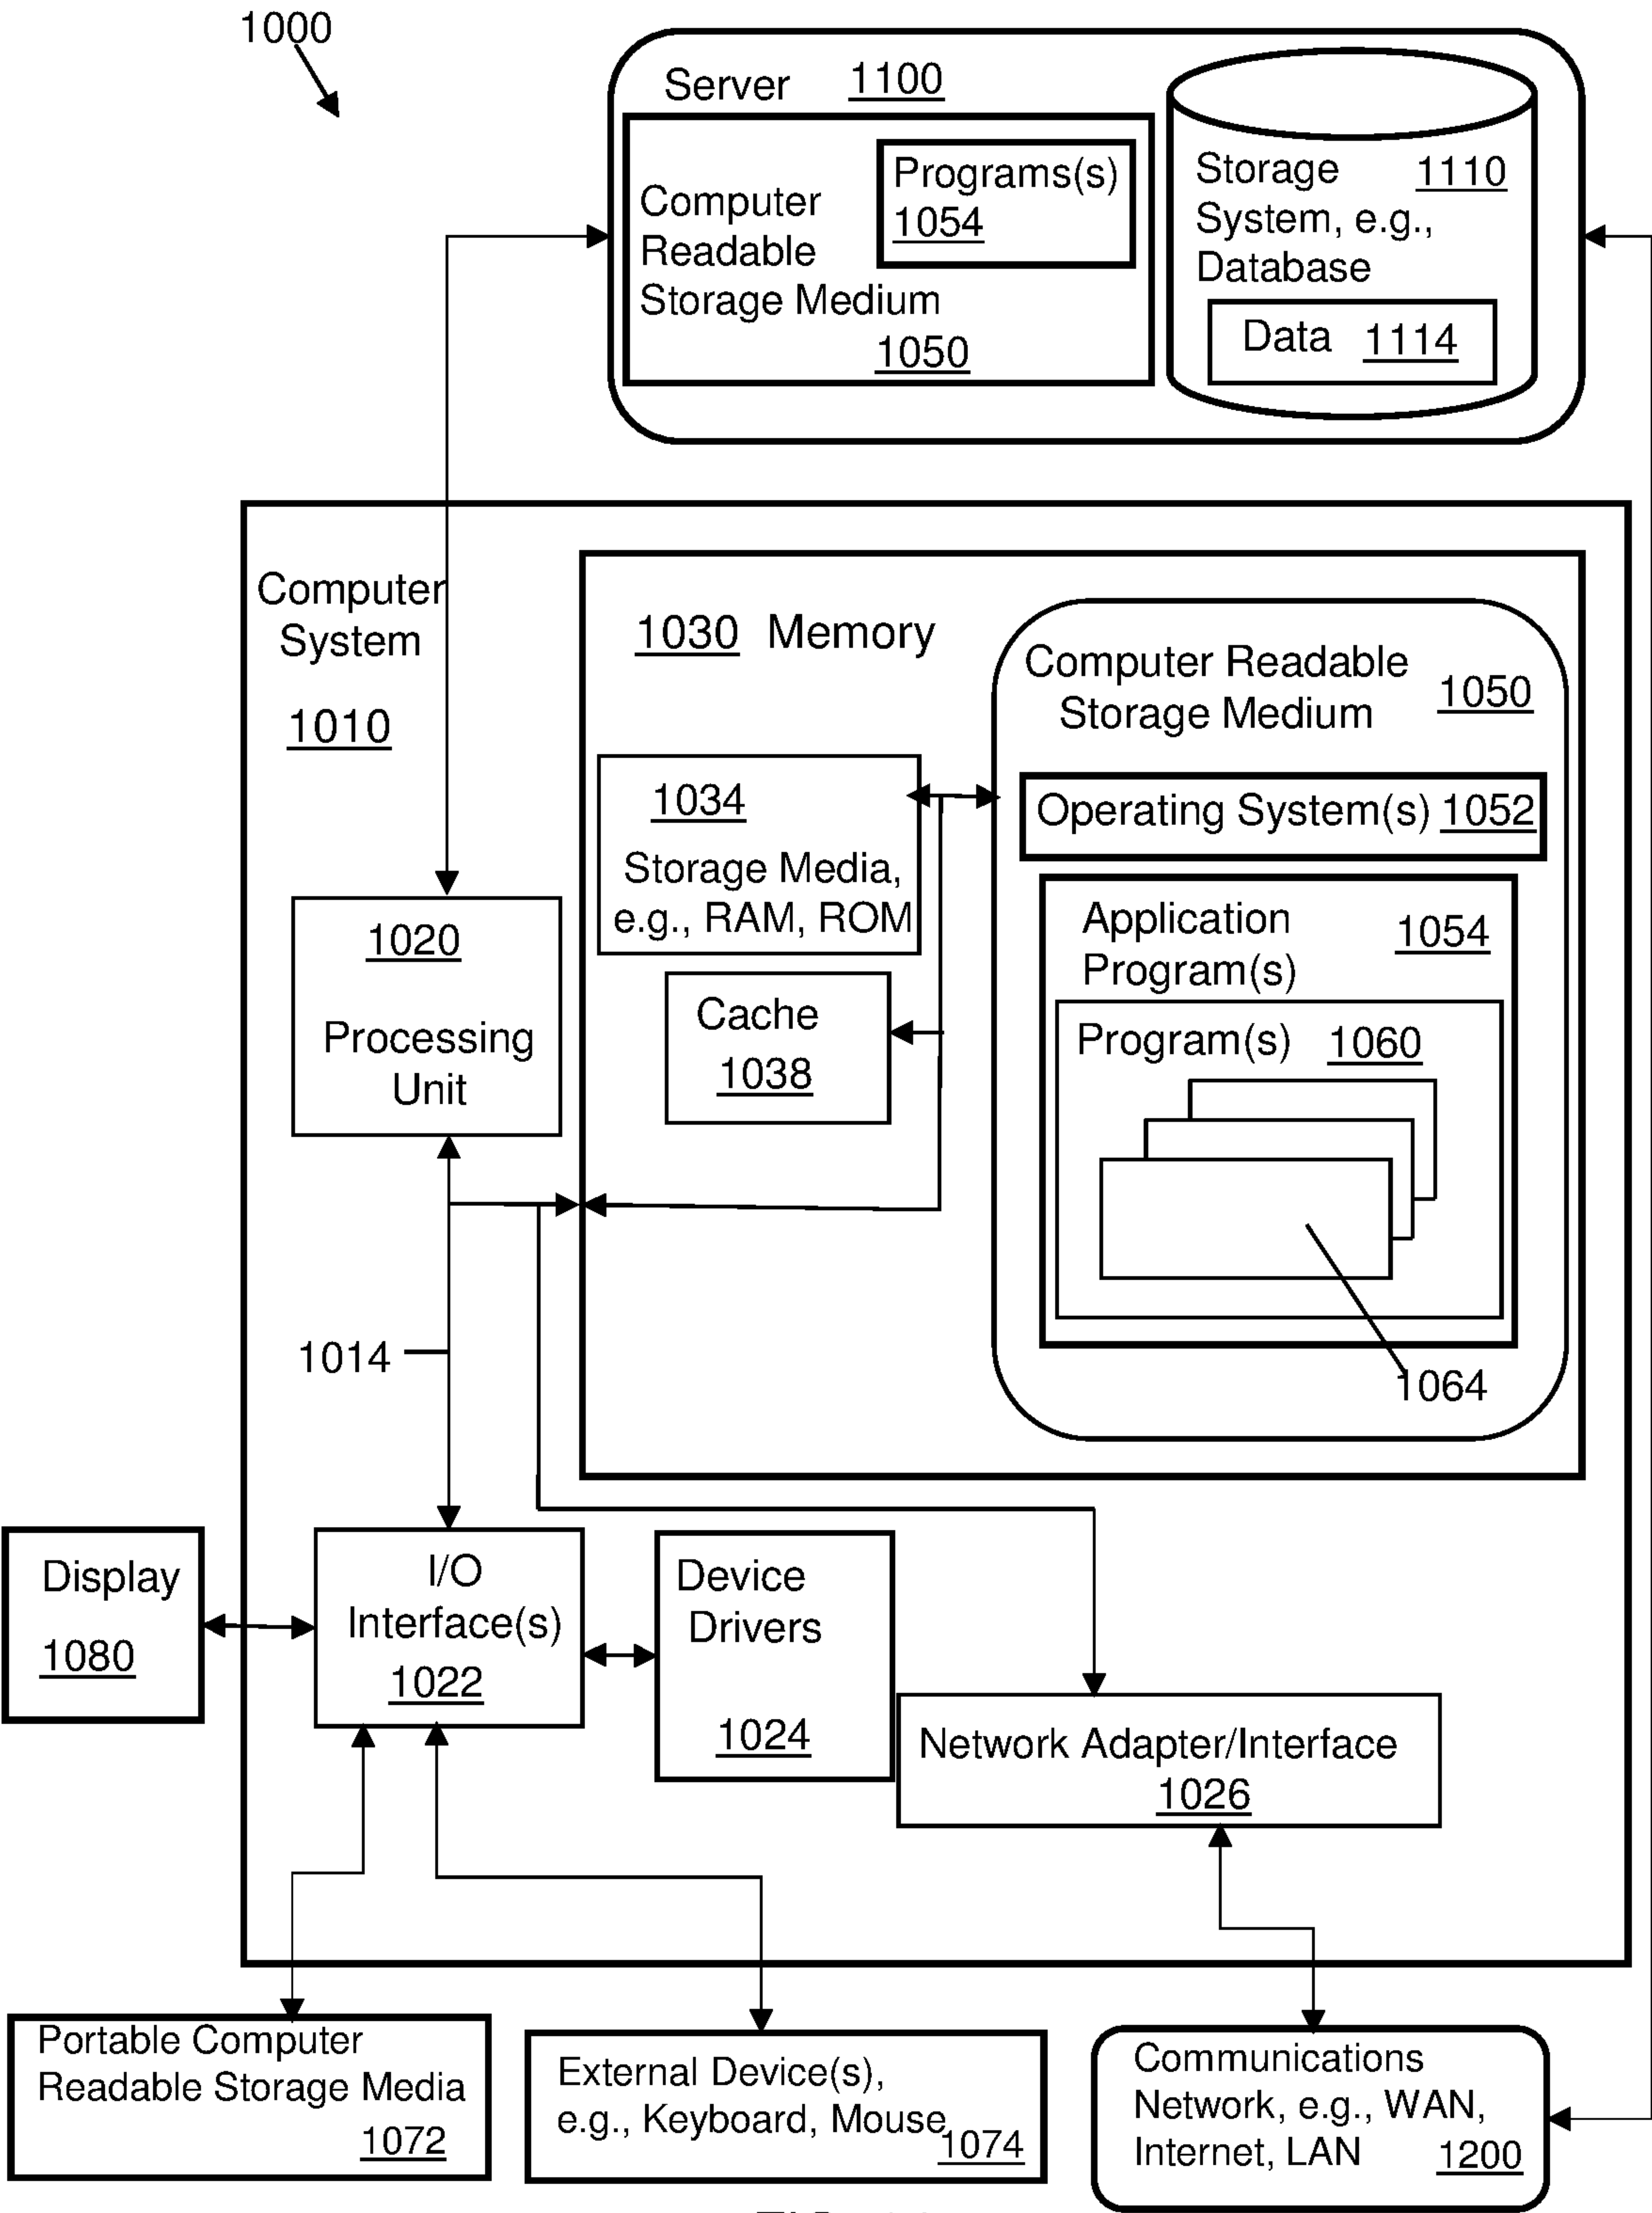 1000
Server 1100
Programs(s)
1054
Computer
Readable
Storage Medium
1050
Storage 1110
System, e.g.,
Database
Data 1114
Computer
System
1010
1030 Memory
Computer Readable
Storage Medium
1050
1034
Storage Media,
e.g., RAM, ROM
Operating System(s) 1052
1020
Processing
Unit
Cache
1038
Application
Program(s)
1054
Program(s) 1060
1014
1064
Display
1080
I/O
Interface(s)
1022
Device
Drivers
1024
Network Adapter/Interface
1026
Portable Computer
Readable Storage Media
1072
External Device(s),
e.g., Keyboard, Mouse
1074
Communications
Network, e.g., WAN,
Internet, LAN 1200